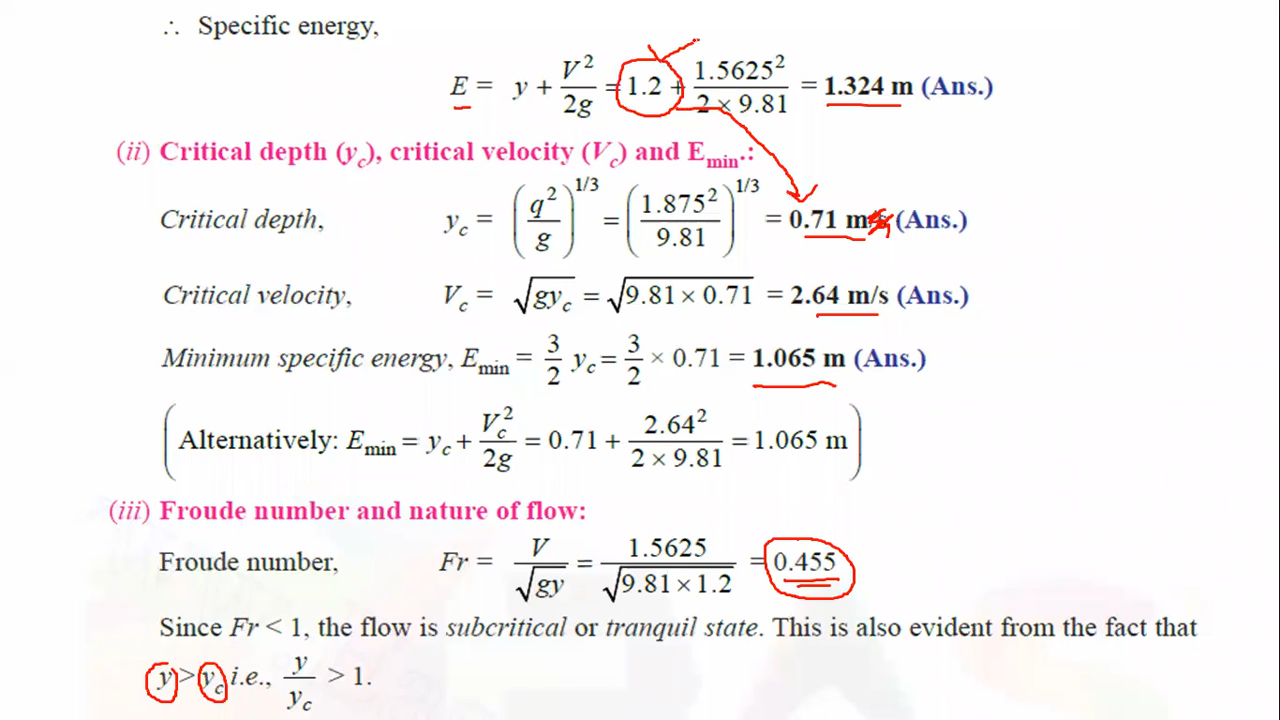 ∴ Specific energy,
E = y + V²/2g = 1.2 + 1.5625²/(2 × 9.81) = 1.324 m (Ans.)
(ii) Critical depth (y_c), critical velocity (V_c) and E_min.:
Critical depth, y_c = (q²/g)^1/3 = (1.875²/9.81)^1/3 = 0.71 m (Ans.)
Critical velocity, V_c = √(gy_c) = √(9.81 × 0.71) = 2.64 m/s (Ans.)
Minimum specific energy, E_min = 3/2 y_c = 3/2 × 0.71 = 1.065 m (Ans.)
(Alternatively: E_min = y_c + V_c²/2g = 0.71 + 2.64²/(2 × 9.81) = 1.065 m)
(iii) Froude number and nature of flow:
Froude number, Fr = V/√(gy) = 1.5625/√(9.81 × 1.2) = 0.455
Since Fr < 1, the flow is subcritical or tranquil state. This is also evident from the fact that
y > y_c i.e., y/y_c > 1.